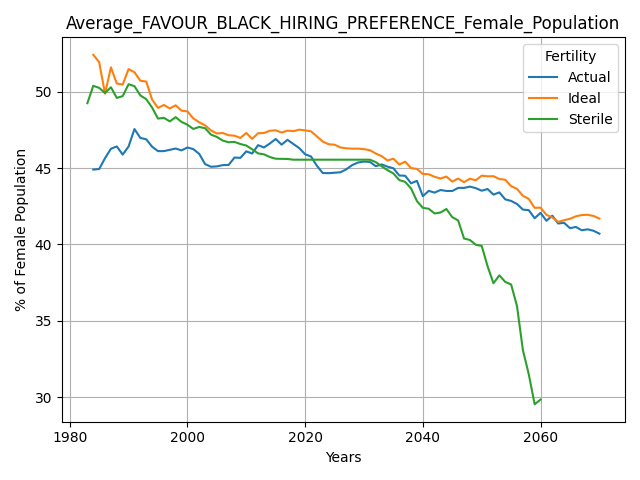 Average_FAVOUR_BLACK_HIRING_PREFERENCE_Female_Population
Fertility
Actual
Ideal
Sterile
% of Female Population
50
45
40
35
30
1980
2000
2020
2040
2060
Years